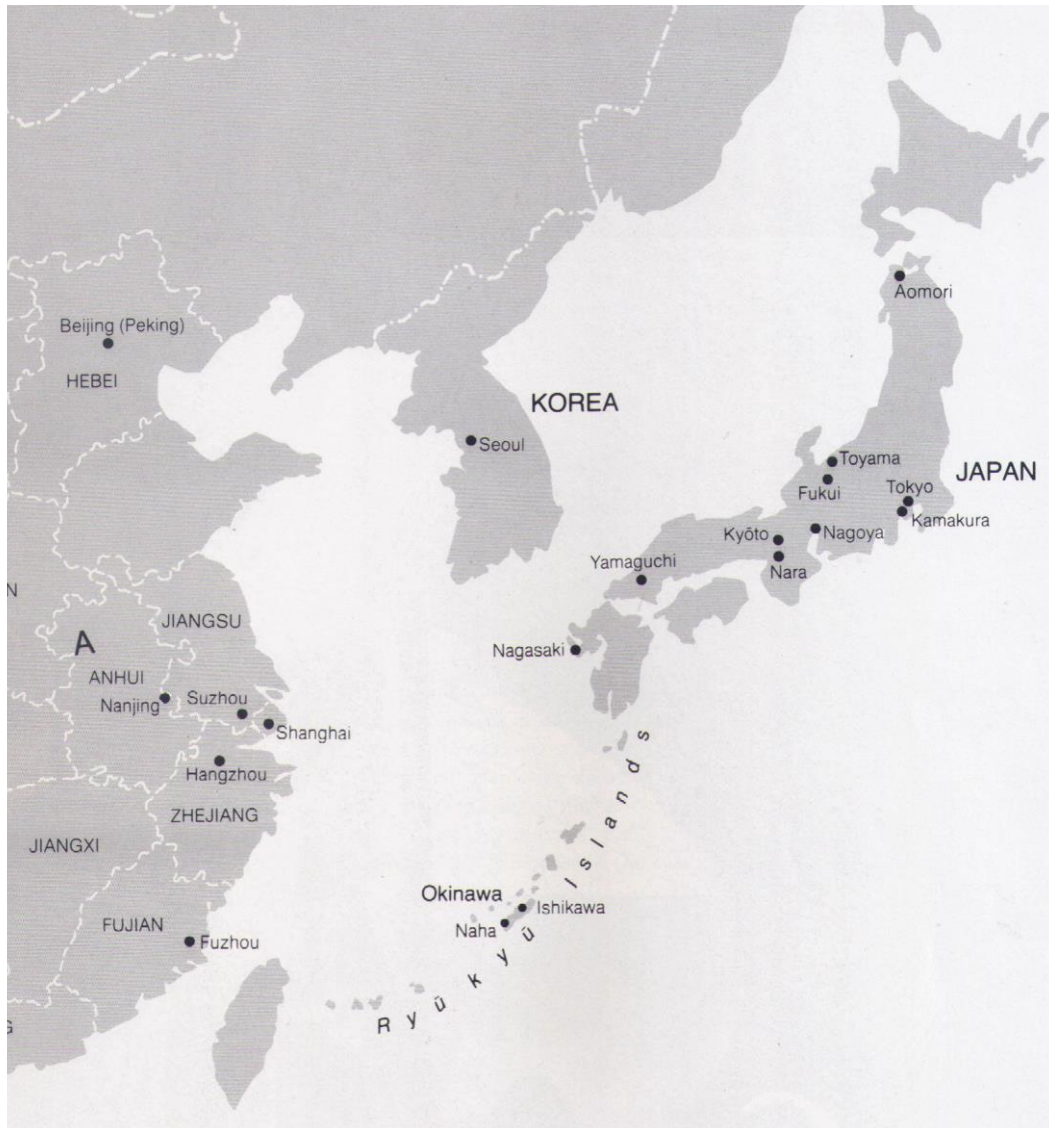 Aomori
Beijing (Peking)
HEBEI
KOREA
Seoul
Toyama
JAPAN
Fukui
Tokyo
Kamakura
Kyōto
Nagoya
Yamaguchi
Nara
N
JIANGSU
A
Nagasaki
ANHUI
Nanjing
Suzhou
Shanghai
Hangzhou
ZHEJIANG
JIANGXI
Ryūkyū Islands
Okinawa
Ishikawa
Naha
FUJIAN
Fuzhou
G